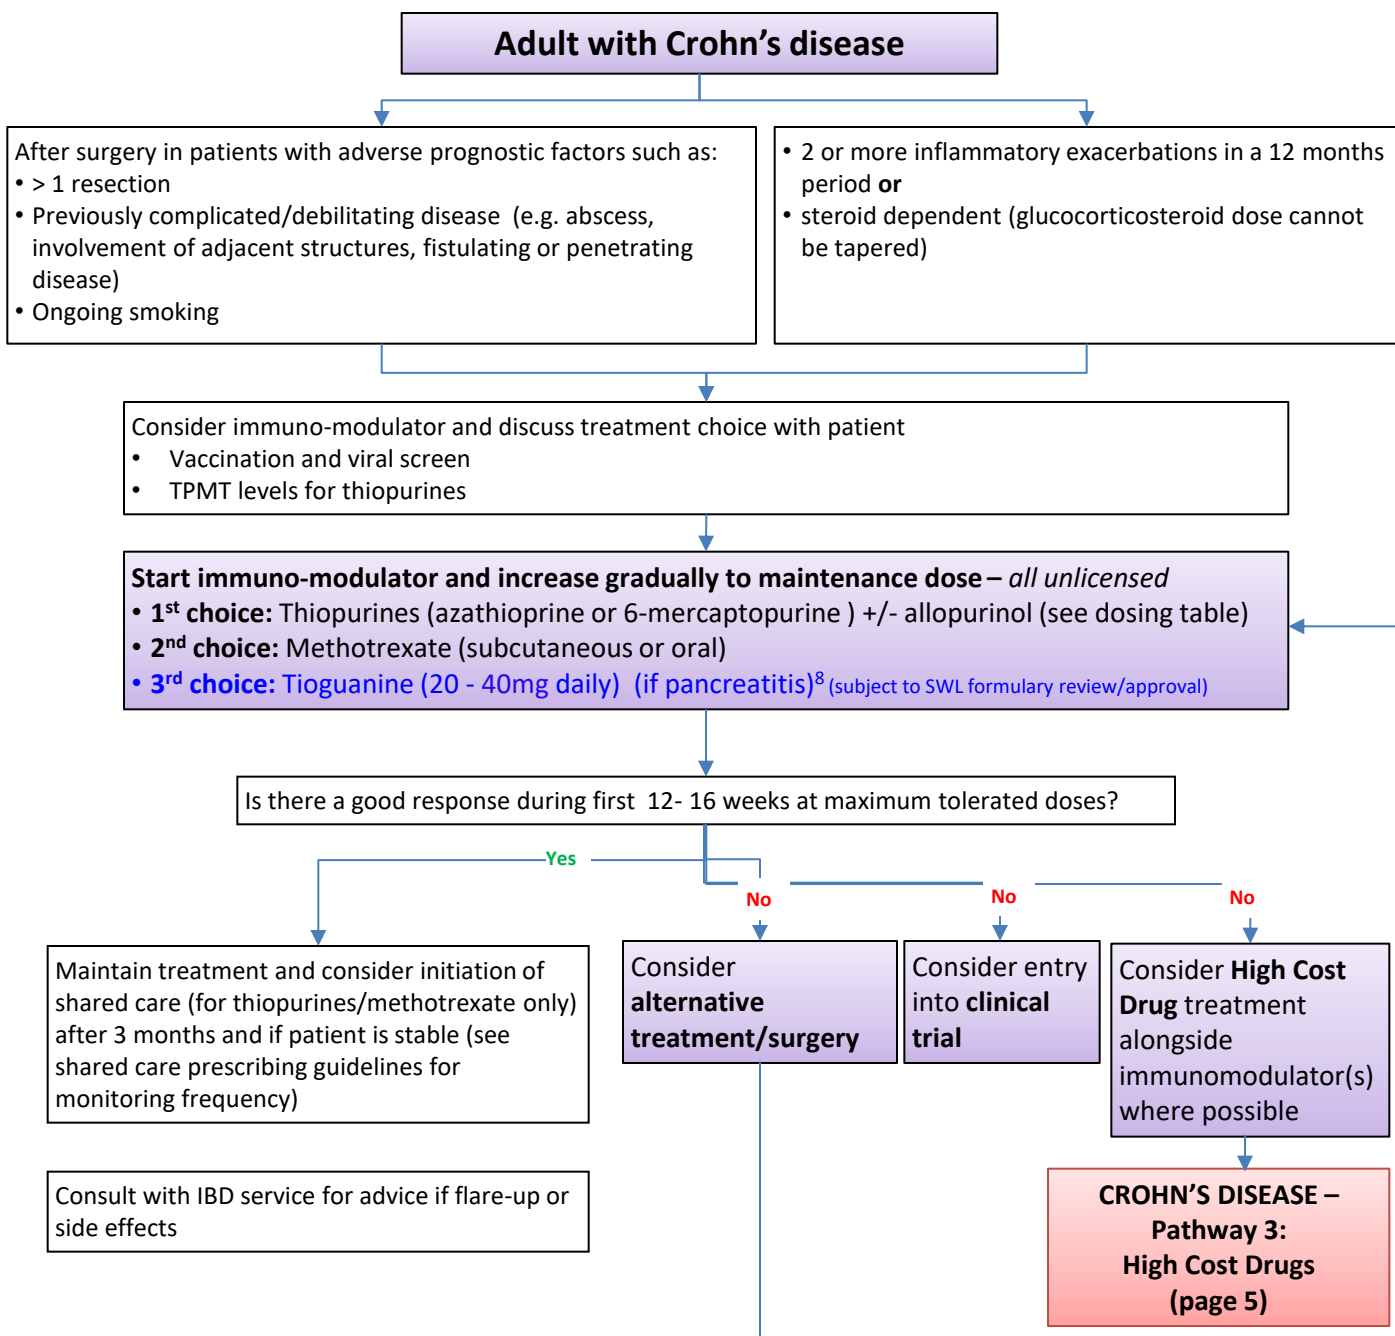 Adult with Crohn’s disease
After surgery in patients with adverse prognostic factors such as:
• > 1 resection
• Previously complicated/debilitating disease (e.g. abscess,
involvement of adjacent structures, fistulating or penetrating
disease)
• Ongoing smoking
• 2 or more inflammatory exacerbations in a 12 months
period or
• steroid dependent (glucocorticosteroid dose cannot
be tapered)
Consider immuno-modulator and discuss treatment choice with patient
• Vaccination and viral screen
• TPMT levels for thiopurines
Start immuno-modulator and increase gradually to maintenance dose – all unlicensed
• 1st choice: Thiopurines (azathioprine or 6-mercaptopurine ) +/- allopurinol (see dosing table)
• 2nd choice: Methotrexate (subcutaneous or oral)
• 3rd choice: Tioguanine (20 - 40mg daily) (if pancreatitis)8 (subject to SWL formulary review/approval)
Is there a good response during first 12- 16 weeks at maximum tolerated doses?
Yes
No
No
No
Maintain treatment and consider initiation of
shared care (for thiopurines/methotrexate only)
after 3 months and if patient is stable (see
shared care prescribing guidelines for
monitoring frequency)
Consider
alternative
treatment/surgery
Consider entry
into clinical
trial
Consider High Cost
Drug treatment
alongside
immunomodulator(s)
where possible
Consult with IBD service for advice if flare-up or
side effects
CROHN’S DISEASE –
Pathway 3:
High Cost Drugs
(page 5)